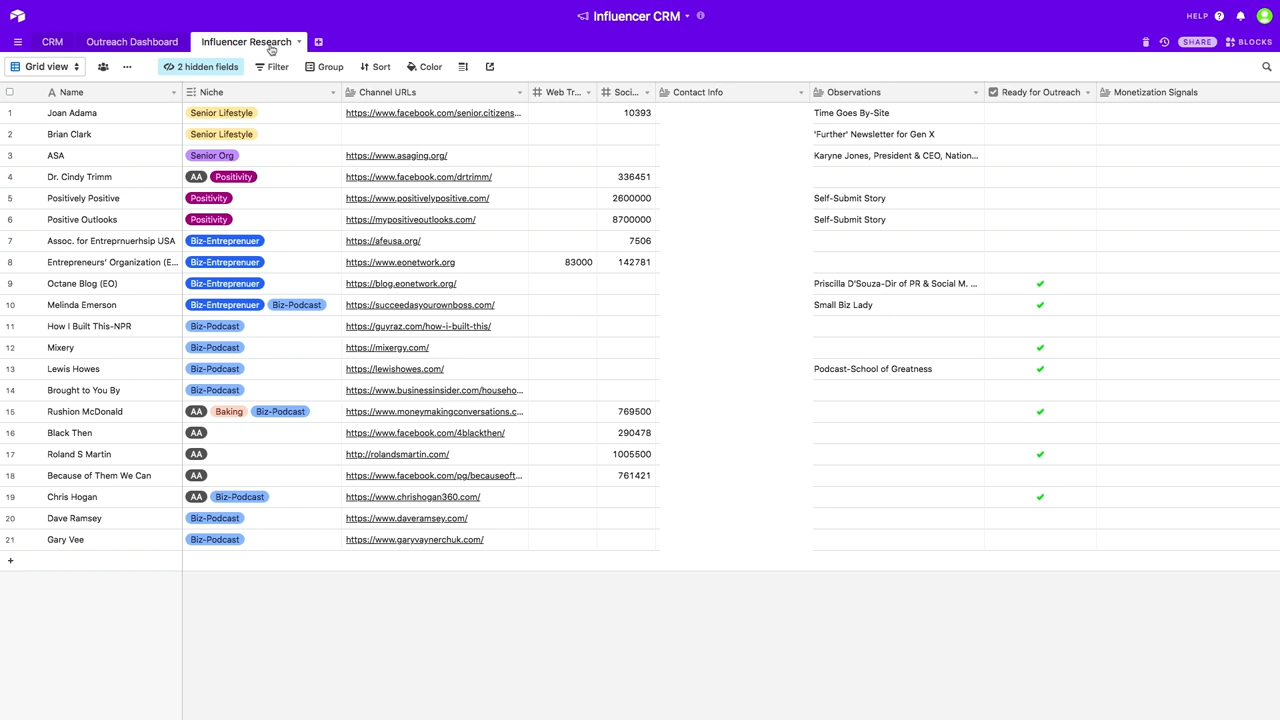 Influencer CRM
HELP
CRM Outreach Dashboard Influencer Research SHARE BLOCKS
Grid view 2 hidden fields Filter Group Sort Color
Name Niche Channel URLs Web Tr... Soci... Contact Info Observations Ready for Outreach Monetization Signals
1 Joan Adama Senior Lifestyle https://www.facebook.com/senior.citizens... 10393 Time Goes By-Site
2 Brian Clark Senior Lifestyle 'Further' Newsletter for Gen X
3 ASA Senior Org https://www.asaging.org/ Karyne Jones, President & CEO, Nation...
4 Dr. Cindy Trimm AA Positivity https://www.facebook.com/drtrimm/ 336451
5 Positively Positive Positivity https://www.positivelypositive.com/ 2600000 Self-Submit Story
6 Positive Outlooks Positivity https://mypositiveoutlooks.com/ 8700000 Self-Submit Story
7 Assoc. for Entreprnuerhsip USA Biz-Entreprenuer https://afeusa.org/ 7506
8 Entrepreneurs' Organization (E... Biz-Entreprenuer https://www.eonetwork.org 83000 142781
9 Octane Blog (EO) Biz-Entreprenuer https://blog.eonetwork.org/ Priscilla D'Souza-Dir of PR & Social M. ...
10 Melinda Emerson Biz-Entreprenuer Biz-Podcast https://succeedasyourownboss.com/ Small Biz Lady
11 How I Built This-NPR Biz-Podcast https://guyraz.com/how-i-built-this/
12 Mixery Biz-Podcast https://mixergy.com/
13 Lewis Howes Biz-Podcast https://lewishowes.com/ Podcast-School of Greatness
14 Brought to You By Biz-Podcast https://www.businessinsider.com/househo...
15 Rushion McDonald AA Baking Biz-Podcast https://www.moneymakingconversations.c... 769500
16 Black Then AA https://www.facebook.com/4blackthen/ 290478
17 Roland S Martin AA http://rolandsmartin.com/ 1005500
18 Because of Them We Can AA https://www.facebook.com/pg/becauseoft... 761421
19 Chris Hogan AA Biz-Podcast https://www.chrishogan360.com/
20 Dave Ramsey Biz-Podcast https://www.daveramsey.com/
21 Gary Vee Biz-Podcast https://www.garyvaynerchuk.com/